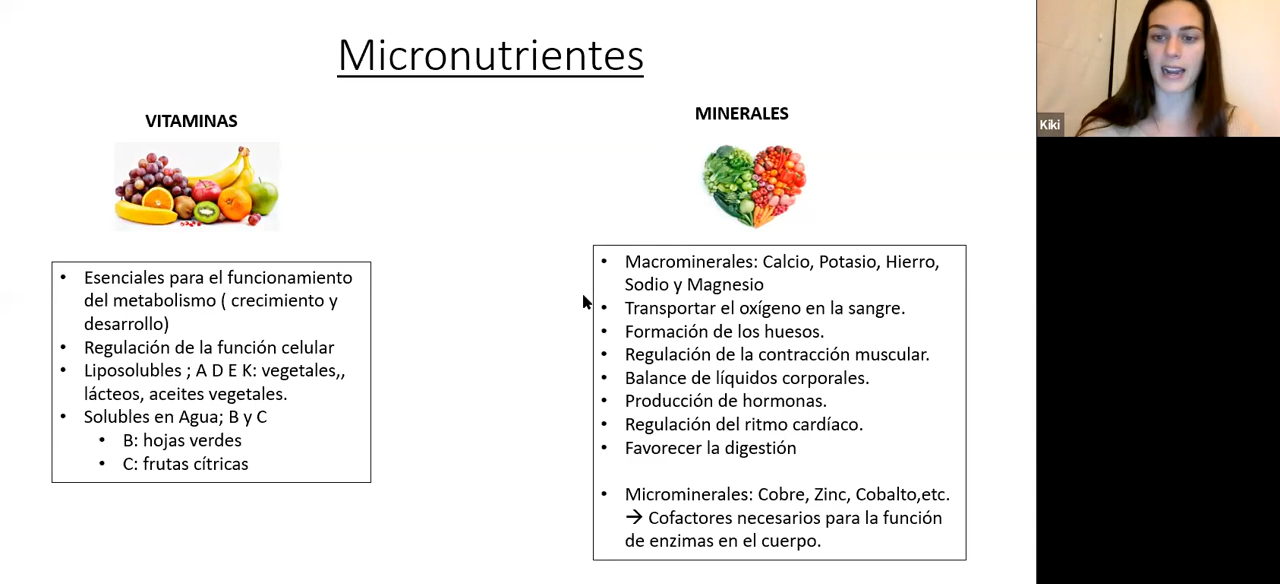 Micronutrientes
VITAMINAS
• Esenciales para el funcionamiento
del metabolismo ( crecimiento y
desarrollo)
• Regulación de la función celular
• Liposolubles ; A D E K: vegetales,,
lácteos, aceites vegetales.
• Solubles en Agua; B y C
• B: hojas verdes
• C: frutas cítricas
MINERALES
• Macrominerales: Calcio, Potasio, Hierro,
Sodio y Magnesio
• Transportar el oxígeno en la sangre.
• Formación de los huesos.
• Regulación de la contracción muscular.
• Balance de líquidos corporales.
• Producción de hormonas.
• Regulación del ritmo cardíaco.
• Favorecer la digestión
• Microminerales: Cobre, Zinc, Cobalto,etc.
→ Cofactores necesarios para la función
de enzimas en el cuerpo.
Kiki